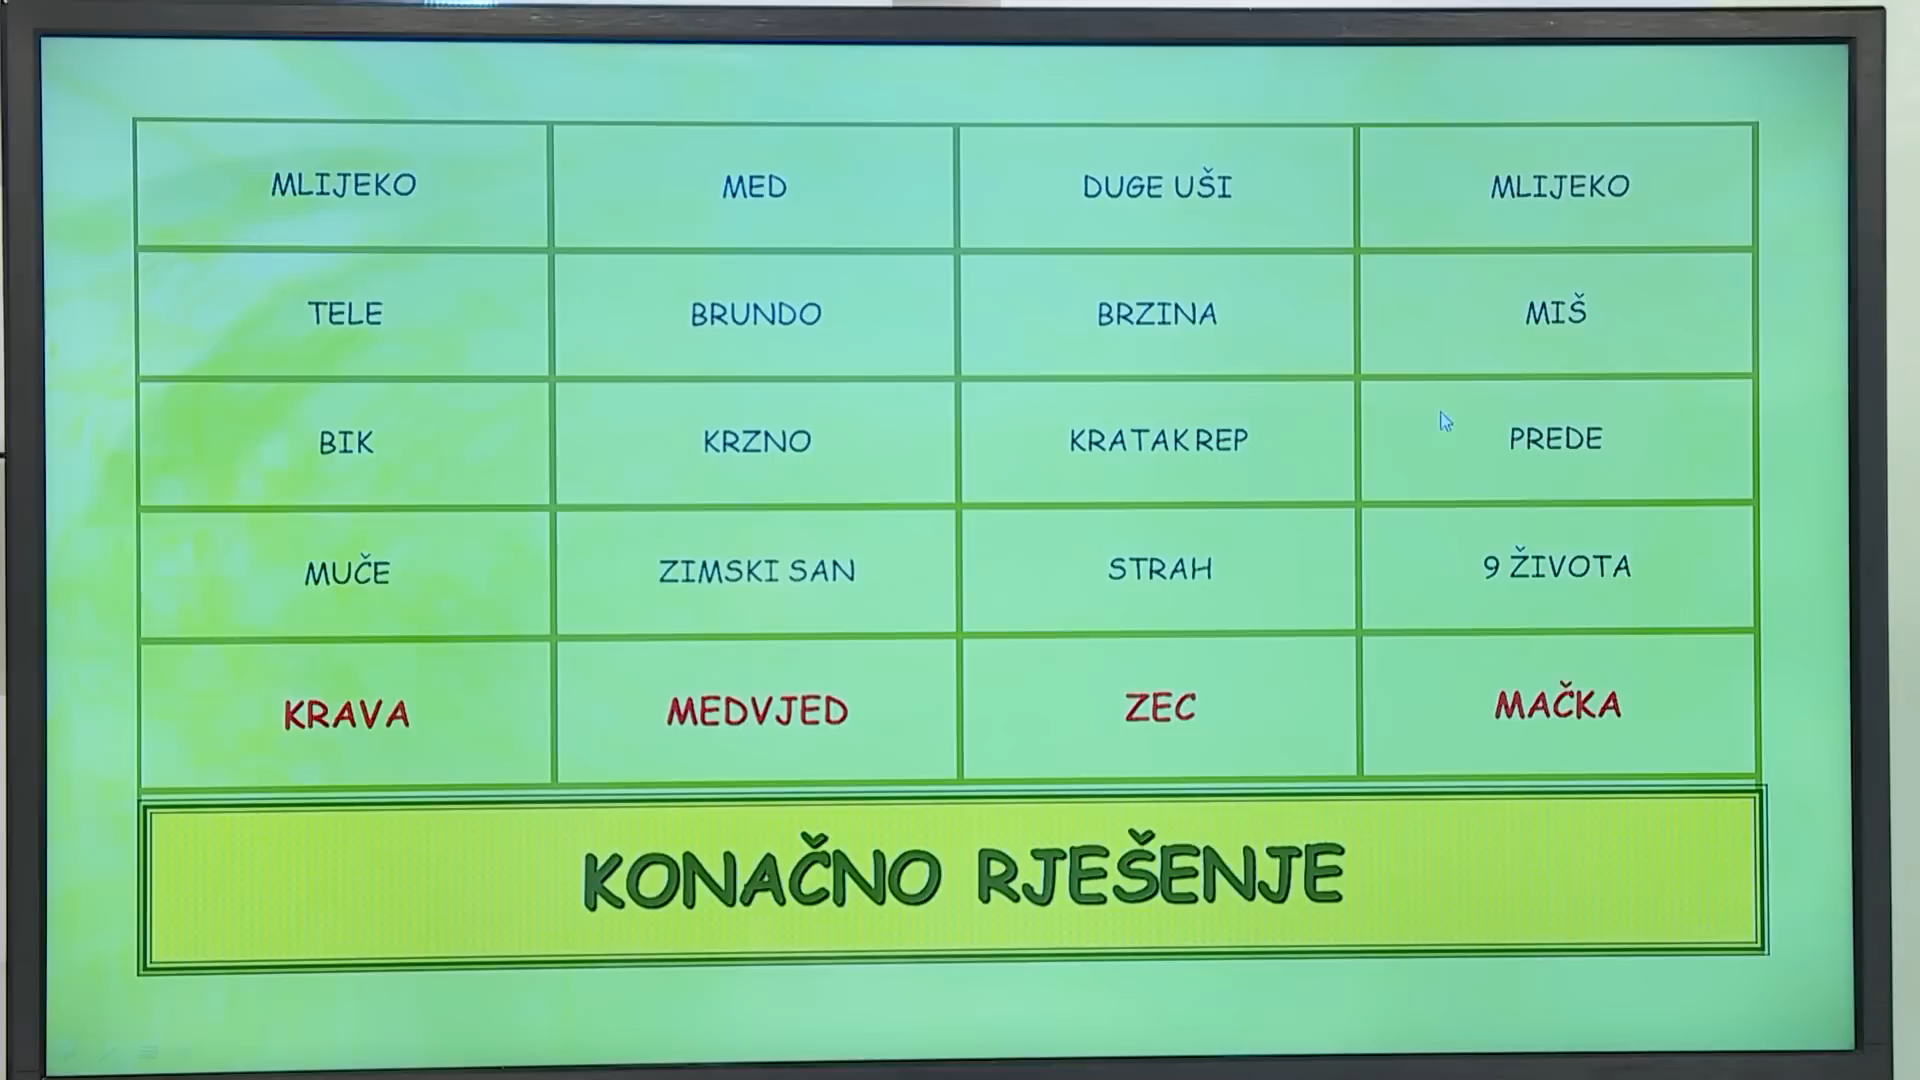 MLIJEKO MED DUGE UŠI MLIJEKO
TELE BRUNDO BRZINA MIŠ
BIK KRZNO KRATAK REP PREDE
MUČE ZIMSKI SAN STRAH 9 ŽIVOTA
KRAVA MEDVJED ZEC MAČKA
KONAČNO RJEŠENJE